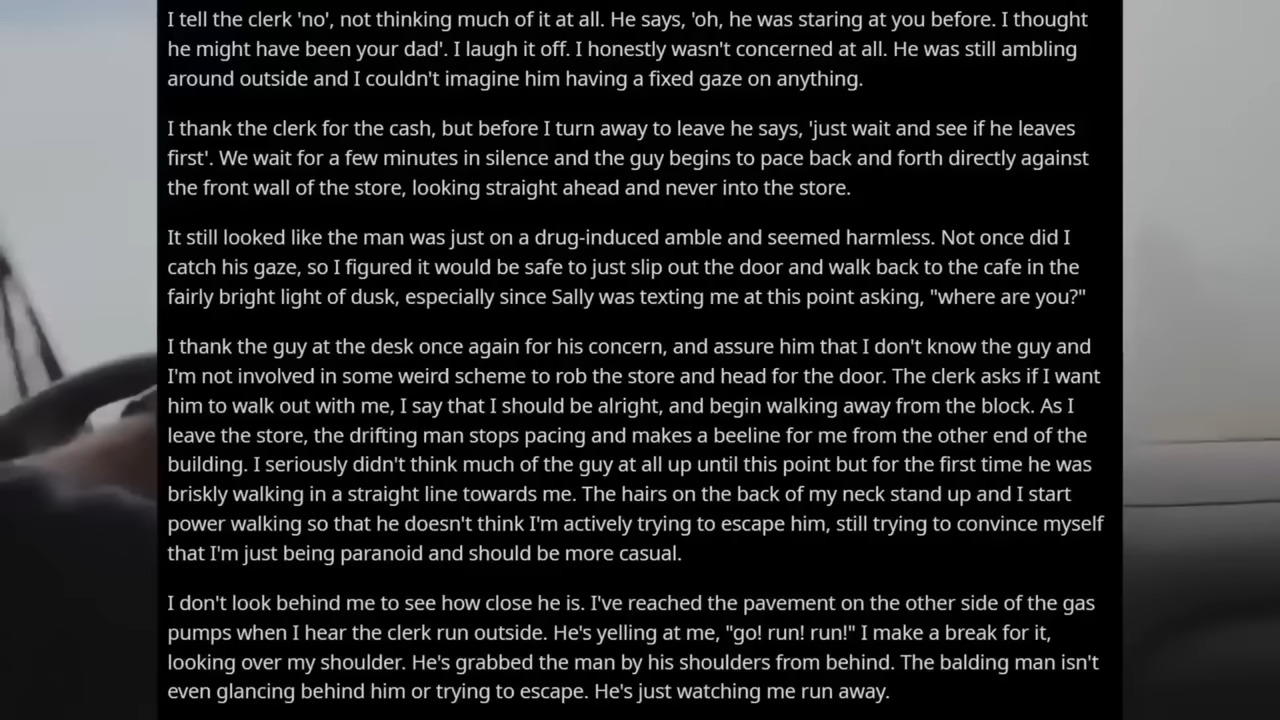 I tell the clerk 'no', not thinking much of it at all. He says, 'oh, he was staring at you before. I thought
he might have been your dad'. I laugh it off. I honestly wasn't concerned at all. He was still ambling
around outside and I couldn't imagine him having a fixed gaze on anything.
I thank the clerk for the cash, but before I turn away to leave he says, 'just wait and see if he leaves
first'. We wait for a few minutes in silence and the guy begins to pace back and forth directly against
the front wall of the store, looking straight ahead and never into the store.
It still looked like the man was just on a drug-induced amble and seemed harmless. Not once did I
catch his gaze, so I figured it would be safe to just slip out the door and walk back to the cafe in the
fairly bright light of dusk, especially since Sally was texting me at this point asking, "where are you?"
I thank the guy at the desk once again for his concern, and assure him that I don't know the guy and
I'm not involved in some weird scheme to rob the store and head for the door. The clerk asks if I want
him to walk out with me, I say that I should be alright, and begin walking away from the block. As I
leave the store, the drifting man stops pacing and makes a beeline for me from the other end of the
building. I seriously didn't think much of the guy at all up until this point but for the first time he was
briskly walking in a straight line towards me. The hairs on the back of my neck stand up and I start
power walking so that he doesn't think I'm actively trying to escape him, still trying to convince myself
that I'm just being paranoid and should be more casual.
I don't look behind me to see how close he is. I've reached the pavement on the other side of the gas
pumps when I hear the clerk run outside. He's yelling at me, "go! run! run!" I make a break for it,
looking over my shoulder. He's grabbed the man by his shoulders from behind. The balding man isn't
even glancing behind him or trying to escape. He's just watching me run away.